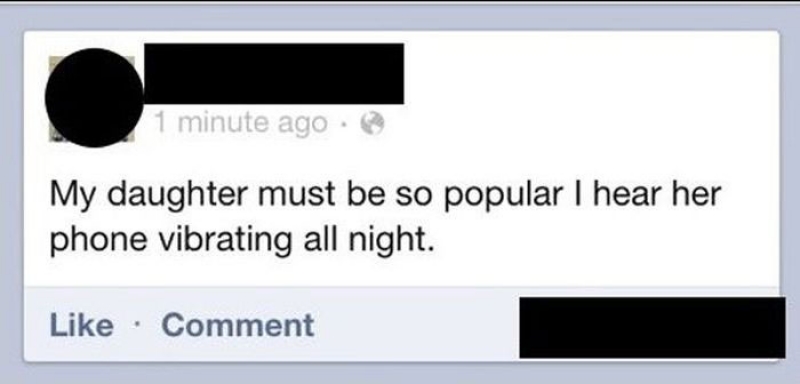 1 minute ago ·
My daughter must be so popular I hear her
phone vibrating all night.
Like · Comment